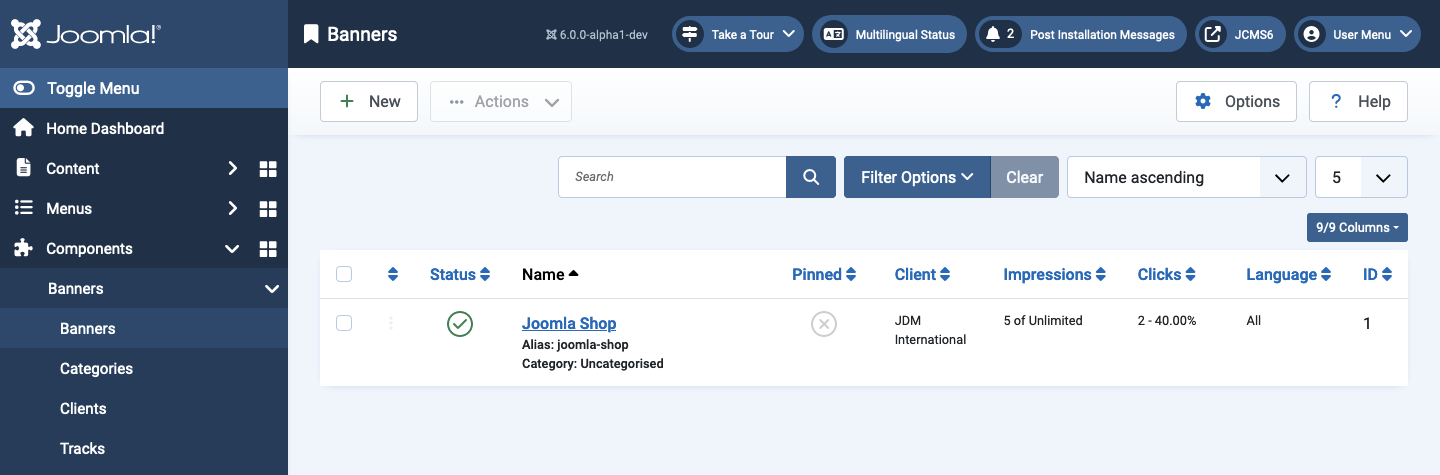 Joomla!®
Banners
6.0.0-alpha1-dev
Take a Tour
Multilingual Status
2 Post Installation Messages
JCMS6
User Menu
Toggle Menu
Home Dashboard
Content
Menus
Components
Banners
Banners
Categories
Clients
Tracks
+ New
... Actions
Options
? Help
Search
Filter Options
Clear
Name ascending
5
9/9 Columns
Status Name Pinned Client Impressions Clicks Language ID
Joomla Shop
Alias: joomla-shop
Category: Uncategorised
JDM
International
5 of Unlimited
2 - 40.00%
All
1